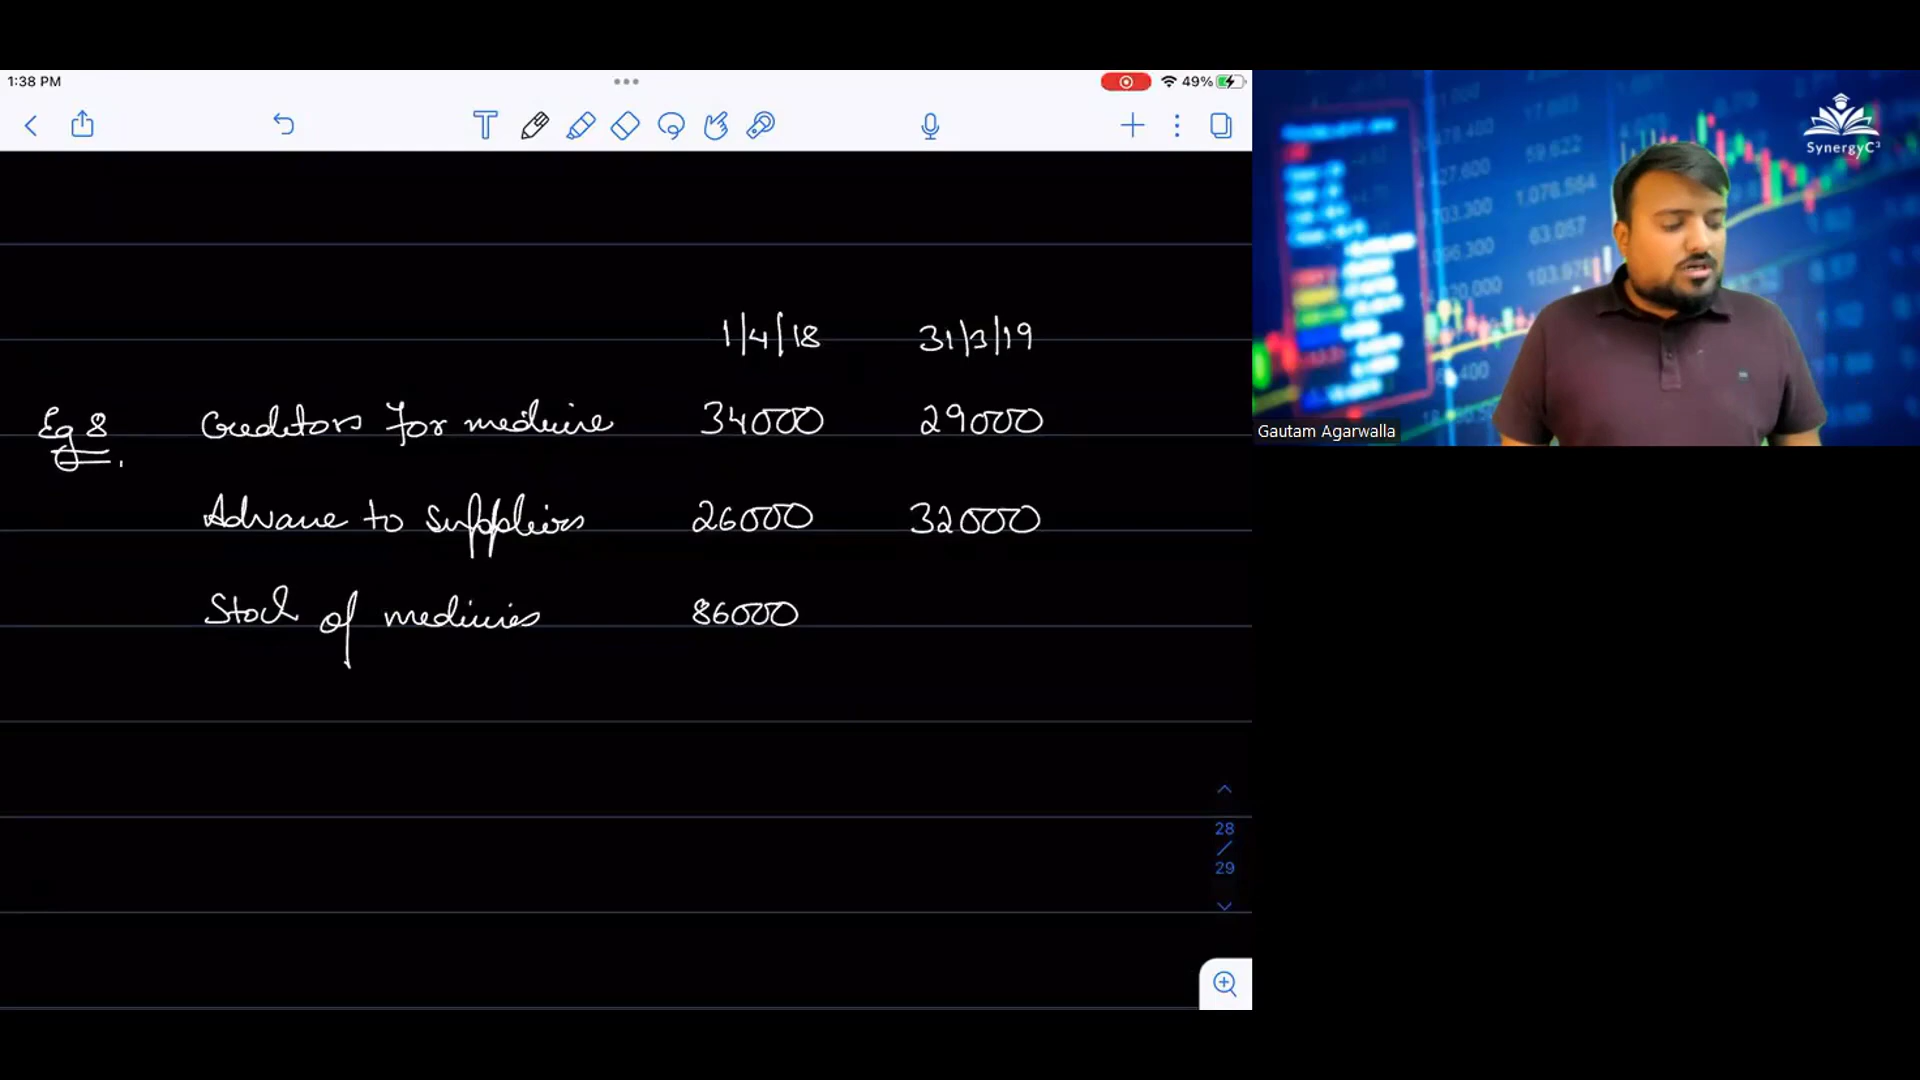 1:38 PM
49%
SynergyC³
1/4/18 31/3/19
Eg 8. Creditors for medicine 34000 29000
Gautam Agarwalla
Advance to suppliers 26000 32000
Stock of medicines 86000
28
/
29